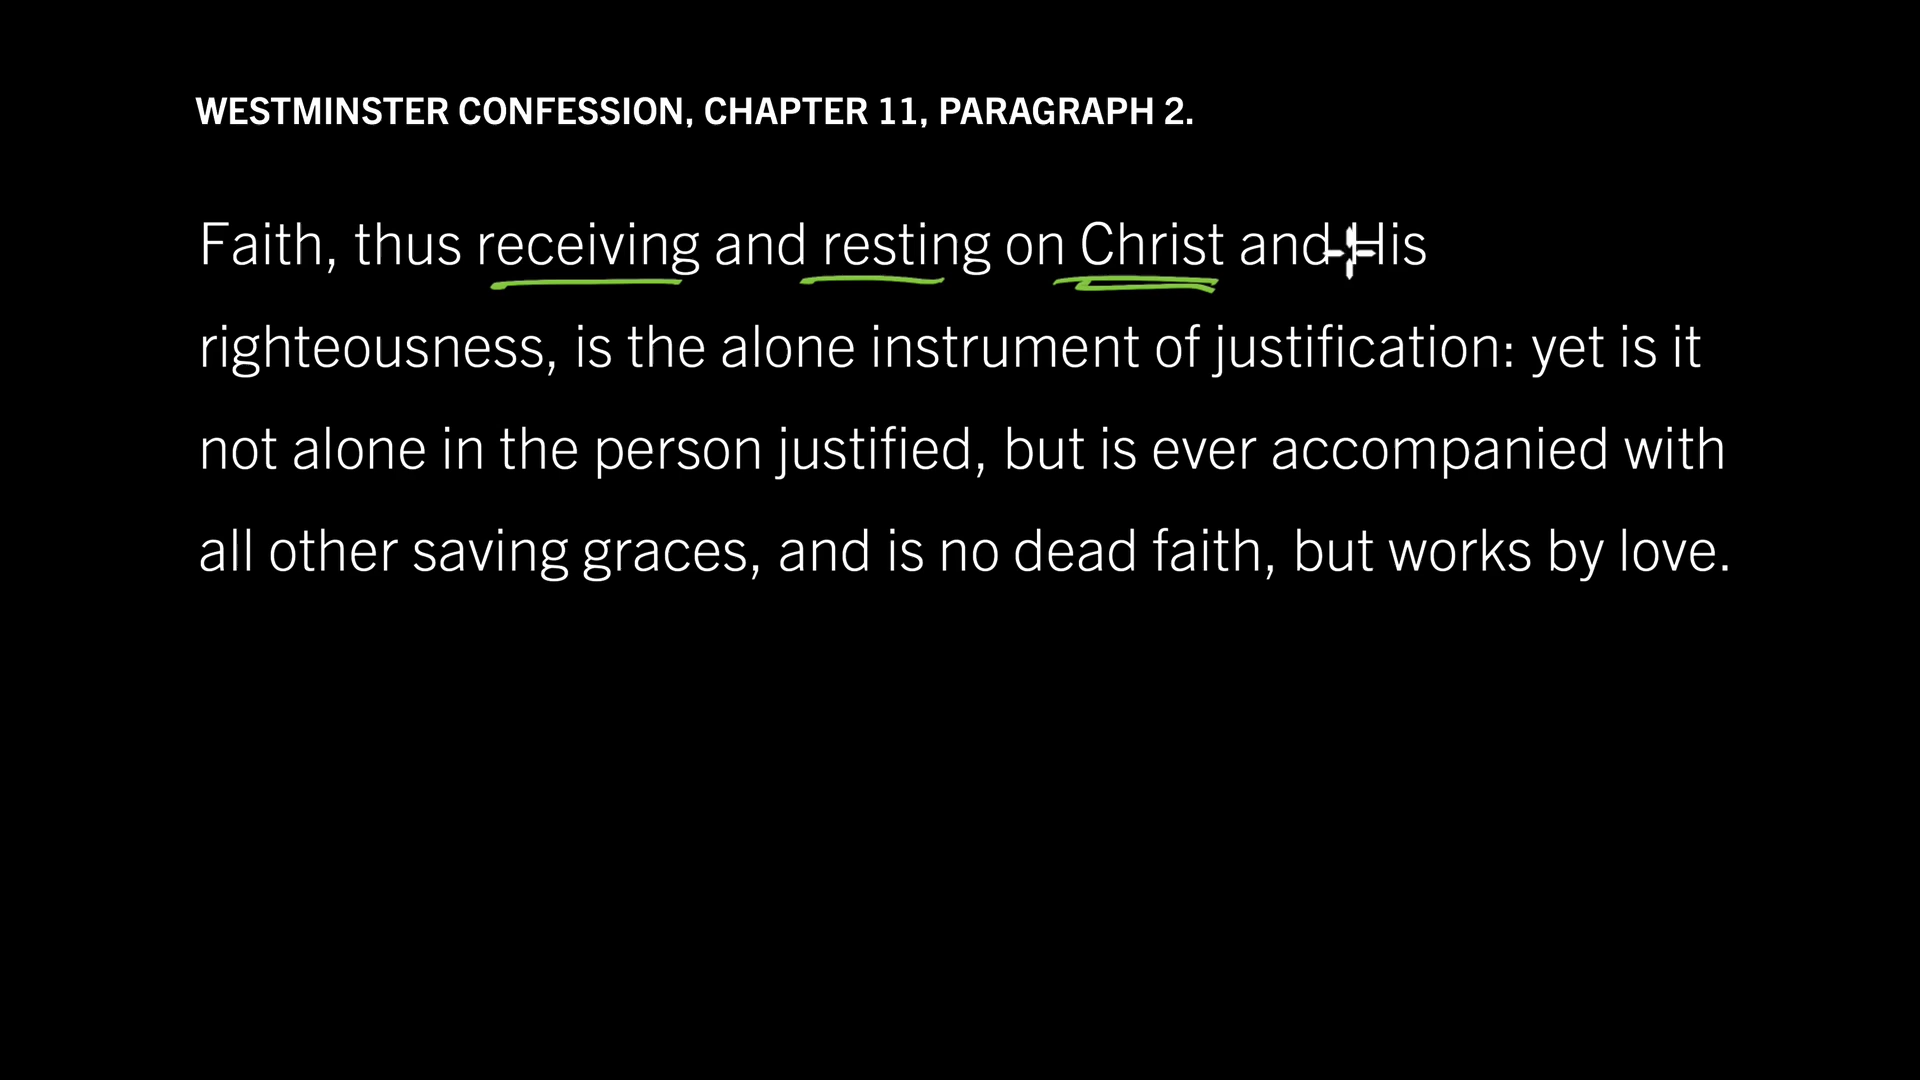 WESTMINSTER CONFESSION, CHAPTER 11, PARAGRAPH 2.
Faith, thus receiving and resting on Christ and His
righteousness, is the alone instrument of justification: yet is it
not alone in the person justified, but is ever accompanied with
all other saving graces, and is no dead faith, but works by love.